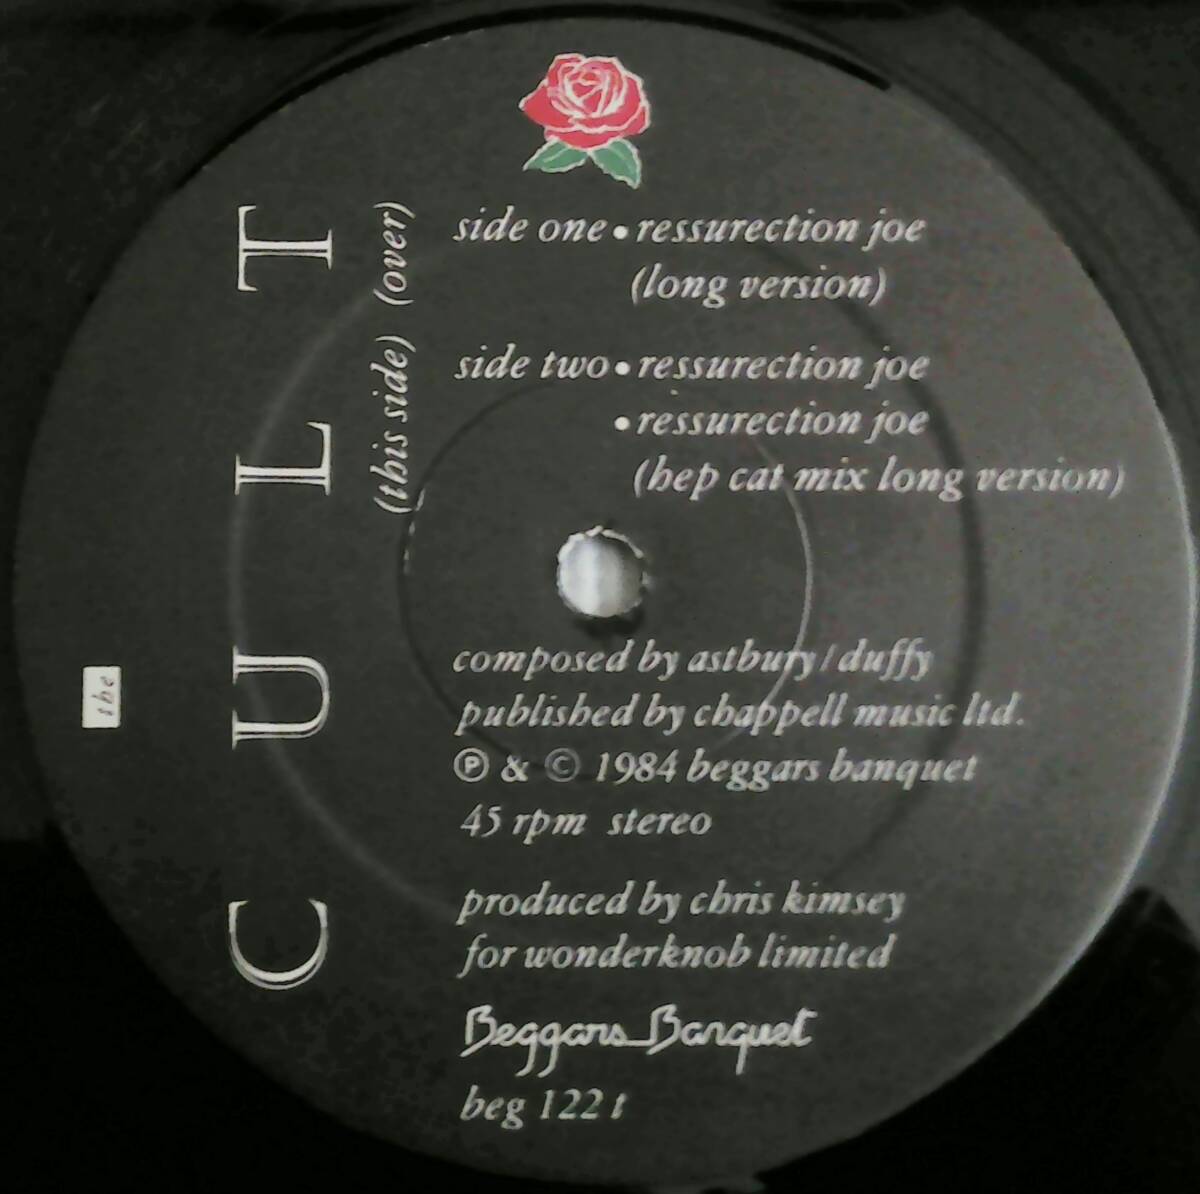 the
CULT
(this side) (over)
side one • ressurection joe
(long version)
side two • ressurection joe
• ressurection joe
(hep cat mix long version)
composed by astbury / duffy
published by chappell music ltd.
℗ & © 1984 beggars banquet
45 rpm stereo
produced by chris kimsey
for wonderknob limited
Beggars Banquet
beg 122 t